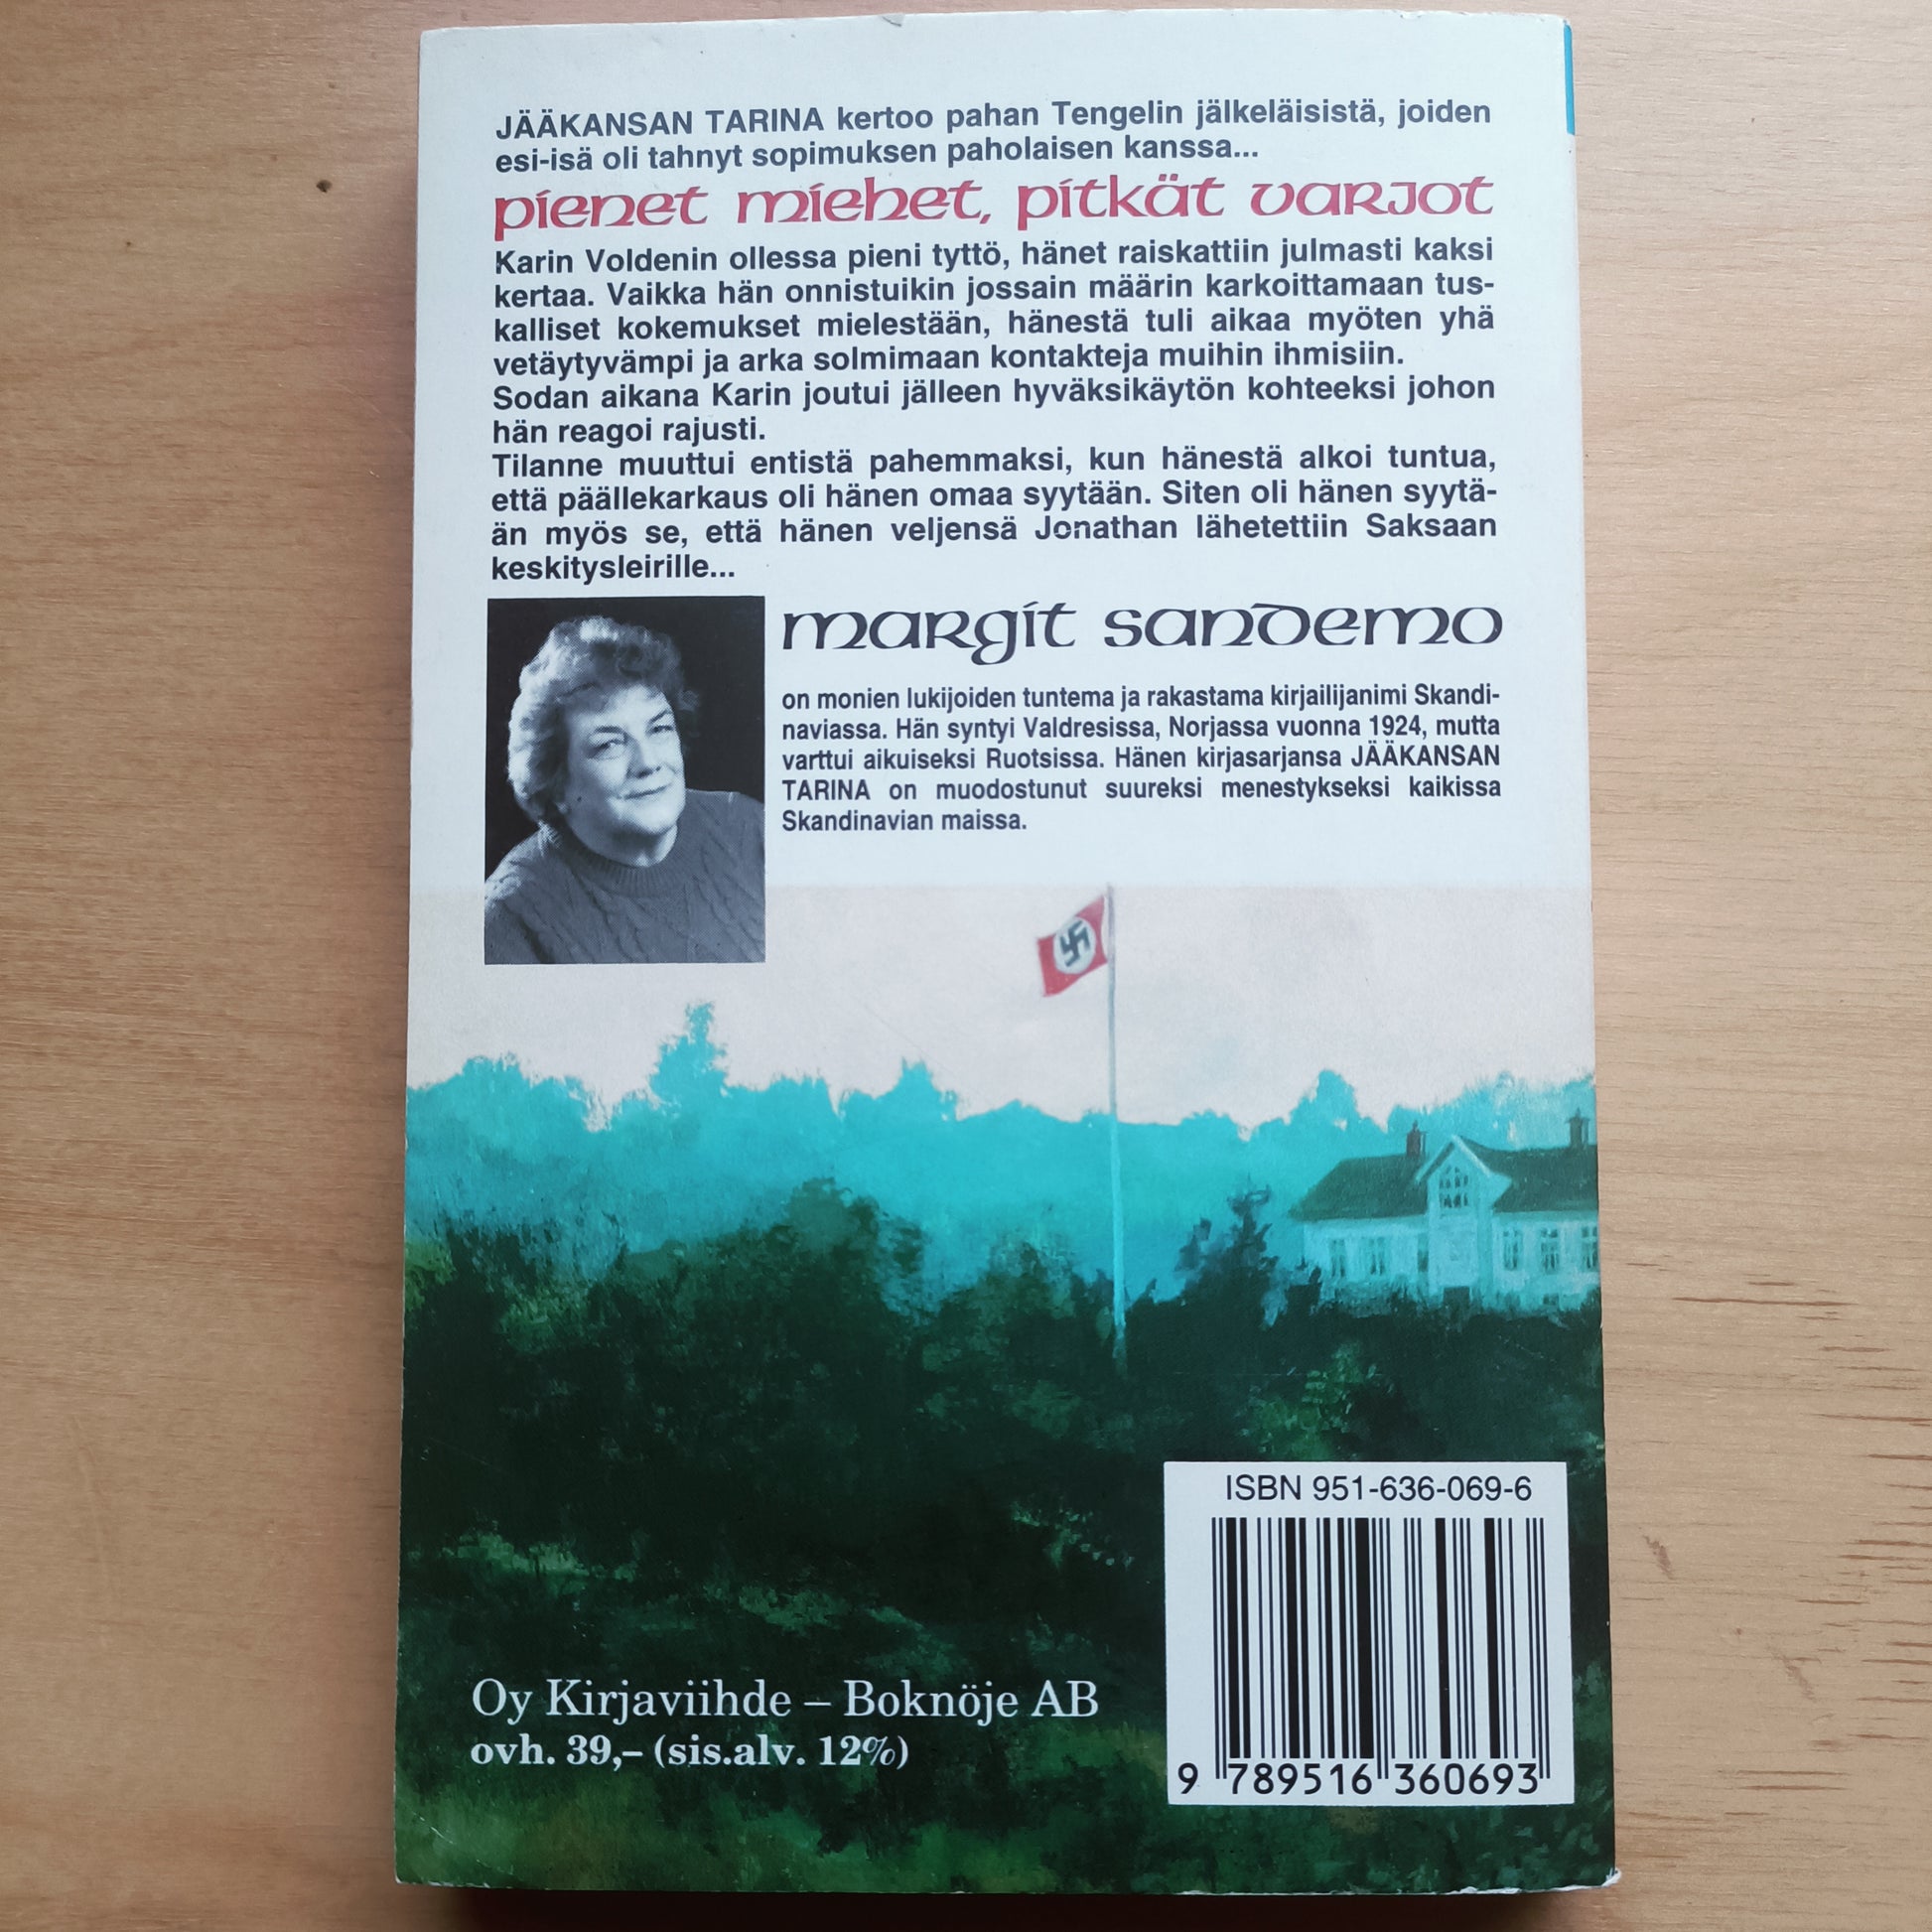 JÄÄKANSAN TARINA kertoo pahan Tengelin jälkeläisistä, joiden
esi-isä oli tahnyt sopimuksen paholaisen kanssa...
pienet miehet, pitkät varjot
Karin Voldenin ollessa pieni tyttö, hänet raiskattiin julmasti kaksi
kertaa. Vaikka hän onnistuikin jossain määrin karkoittamaan tus-
kalliset kokemukset mielestään, hänestä tuli aikaa myöten yhä
vetäytyvämpi ja arka solmimaan kontakteja muihin ihmisiin.
Sodan aikana Karin joutui jälleen hyväksikäytön kohteeksi johon
hän reagoi rajusti.
Tilanne muuttui entistä pahemmaksi, kun hänestä alkoi tuntua,
että päällekarkaus oli hänen omaa syytään. Siten oli hänen syytä-
än myös se, että hänen veljensä Jonathan lähetettiin Saksaan
keskitysleirille...
margit sandemo
on monien lukijoiden tuntema ja rakastama kirjailijanimi Skandi-
naviassa. Hän syntyi Valdresissa, Norjassa vuonna 1924, mutta
varttui aikuiseksi Ruotsissa. Hänen kirjasarjansa JÄÄKANSAN
TARINA on muodostunut suureksi menestykseksi kaikissa
Skandinavian maissa.
ISBN 951-636-069-6
9 789516 360693
Oy Kirjaviihde – Boknöje AB
ovh. 39,– (sis.alv. 12%)